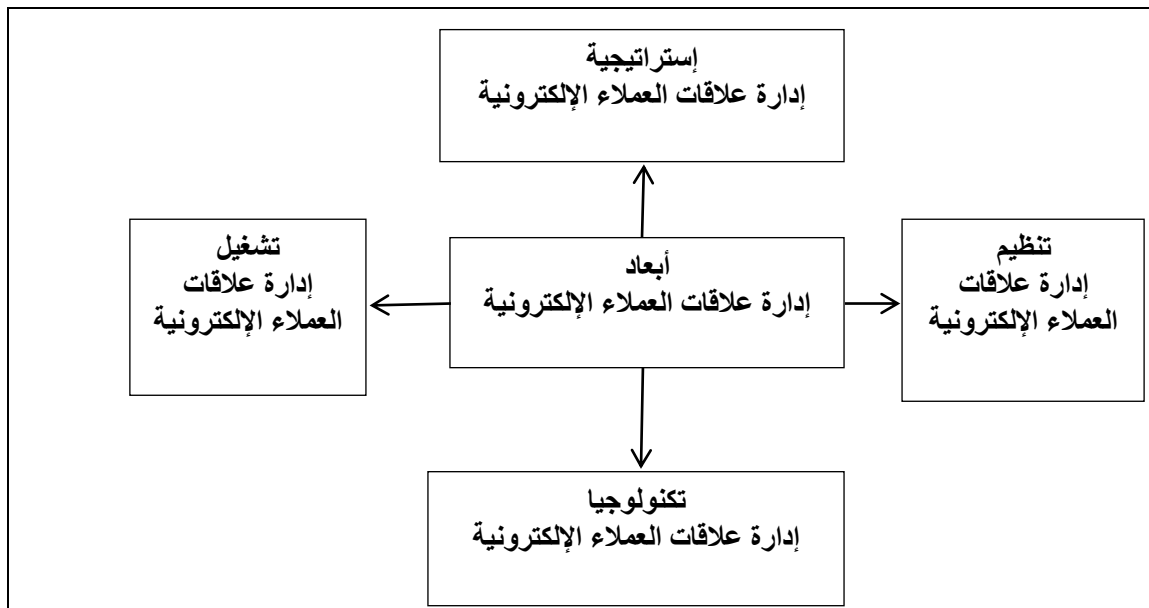 إستراتيجية
إدارة علاقات العملاء الإلكترونية
تنظيم
إدارة علاقات
العملاء الإلكترونية
أبعاد
إدارة علاقات العملاء الإلكترونية
تشغيل
إدارة علاقات
العملاء الإلكترونية
تكنولوجيا
إدارة علاقات العملاء الإلكترونية